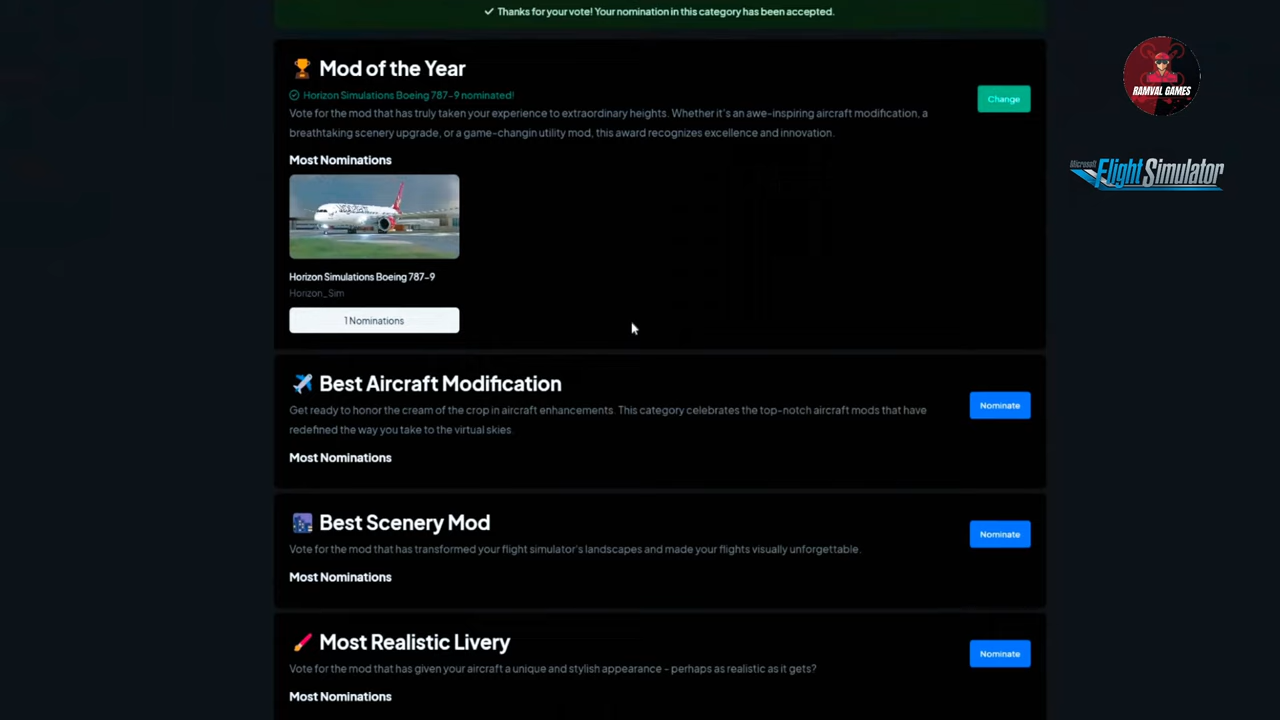 Thanks for your vote! Your nomination in this category has been accepted.
Mod of the Year
Horizon Simulations Boeing 787-9 nominated!
Change
Vote for the mod that has truly taken your experience to extraordinary heights. Whether it's an awe-inspiring aircraft modification, a
breathtaking scenery upgrade, or a game-changin utility mod, this award recognizes excellence and innovation.
Most Nominations
Horizon Simulations Boeing 787-9
Horizon_Sim
1 Nominations
Best Aircraft Modification
Nominate
Get ready to honor the cream of the crop in aircraft enhancements. This category celebrates the top-notch aircraft mods that have
redefined the way you take to the virtual skies.
Most Nominations
Best Scenery Mod
Nominate
Vote for the mod that has transformed your flight simulator's landscapes and made your flights visually unforgettable.
Most Nominations
Most Realistic Livery
Nominate
Vote for the mod that has given your aircraft a unique and stylish appearance - perhaps as realistic as it gets?
Most Nominations
RAMVAL GAMES
Microsoft
Flight Simulator